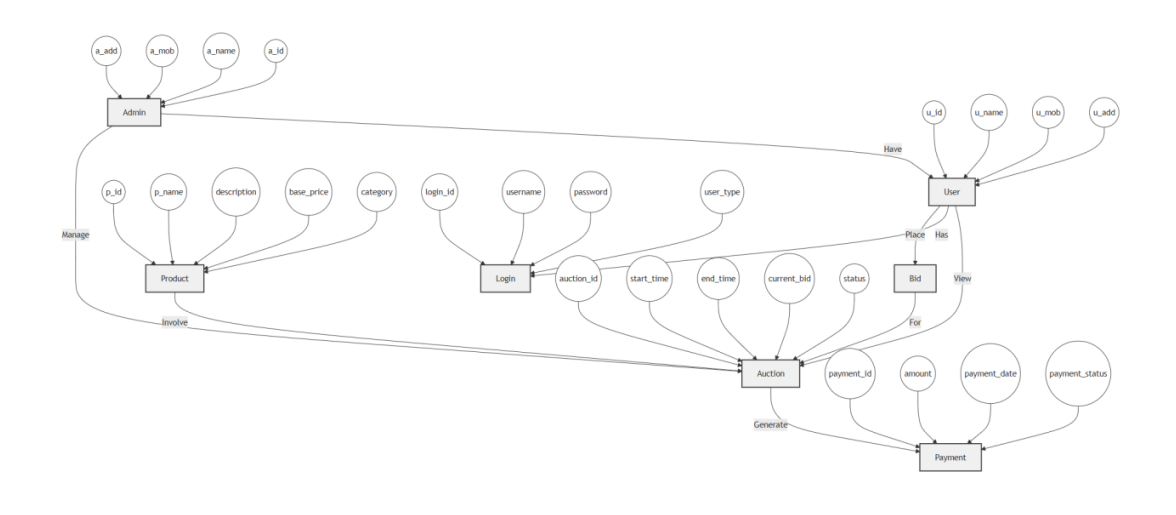 a_add
a_mob
a_name
a_id
Admin
u_id
u_name
u_mob
u_add
Have
p_id
p_name
description
base_price
category
login_id
username
password
user_type
User
Manage
Place
Has
Product
Login
auction_id
start_time
end_time
current_bid
status
Bid
View
Involve
For
Auction
payment_id
amount
payment_date
payment_status
Generate
Payment